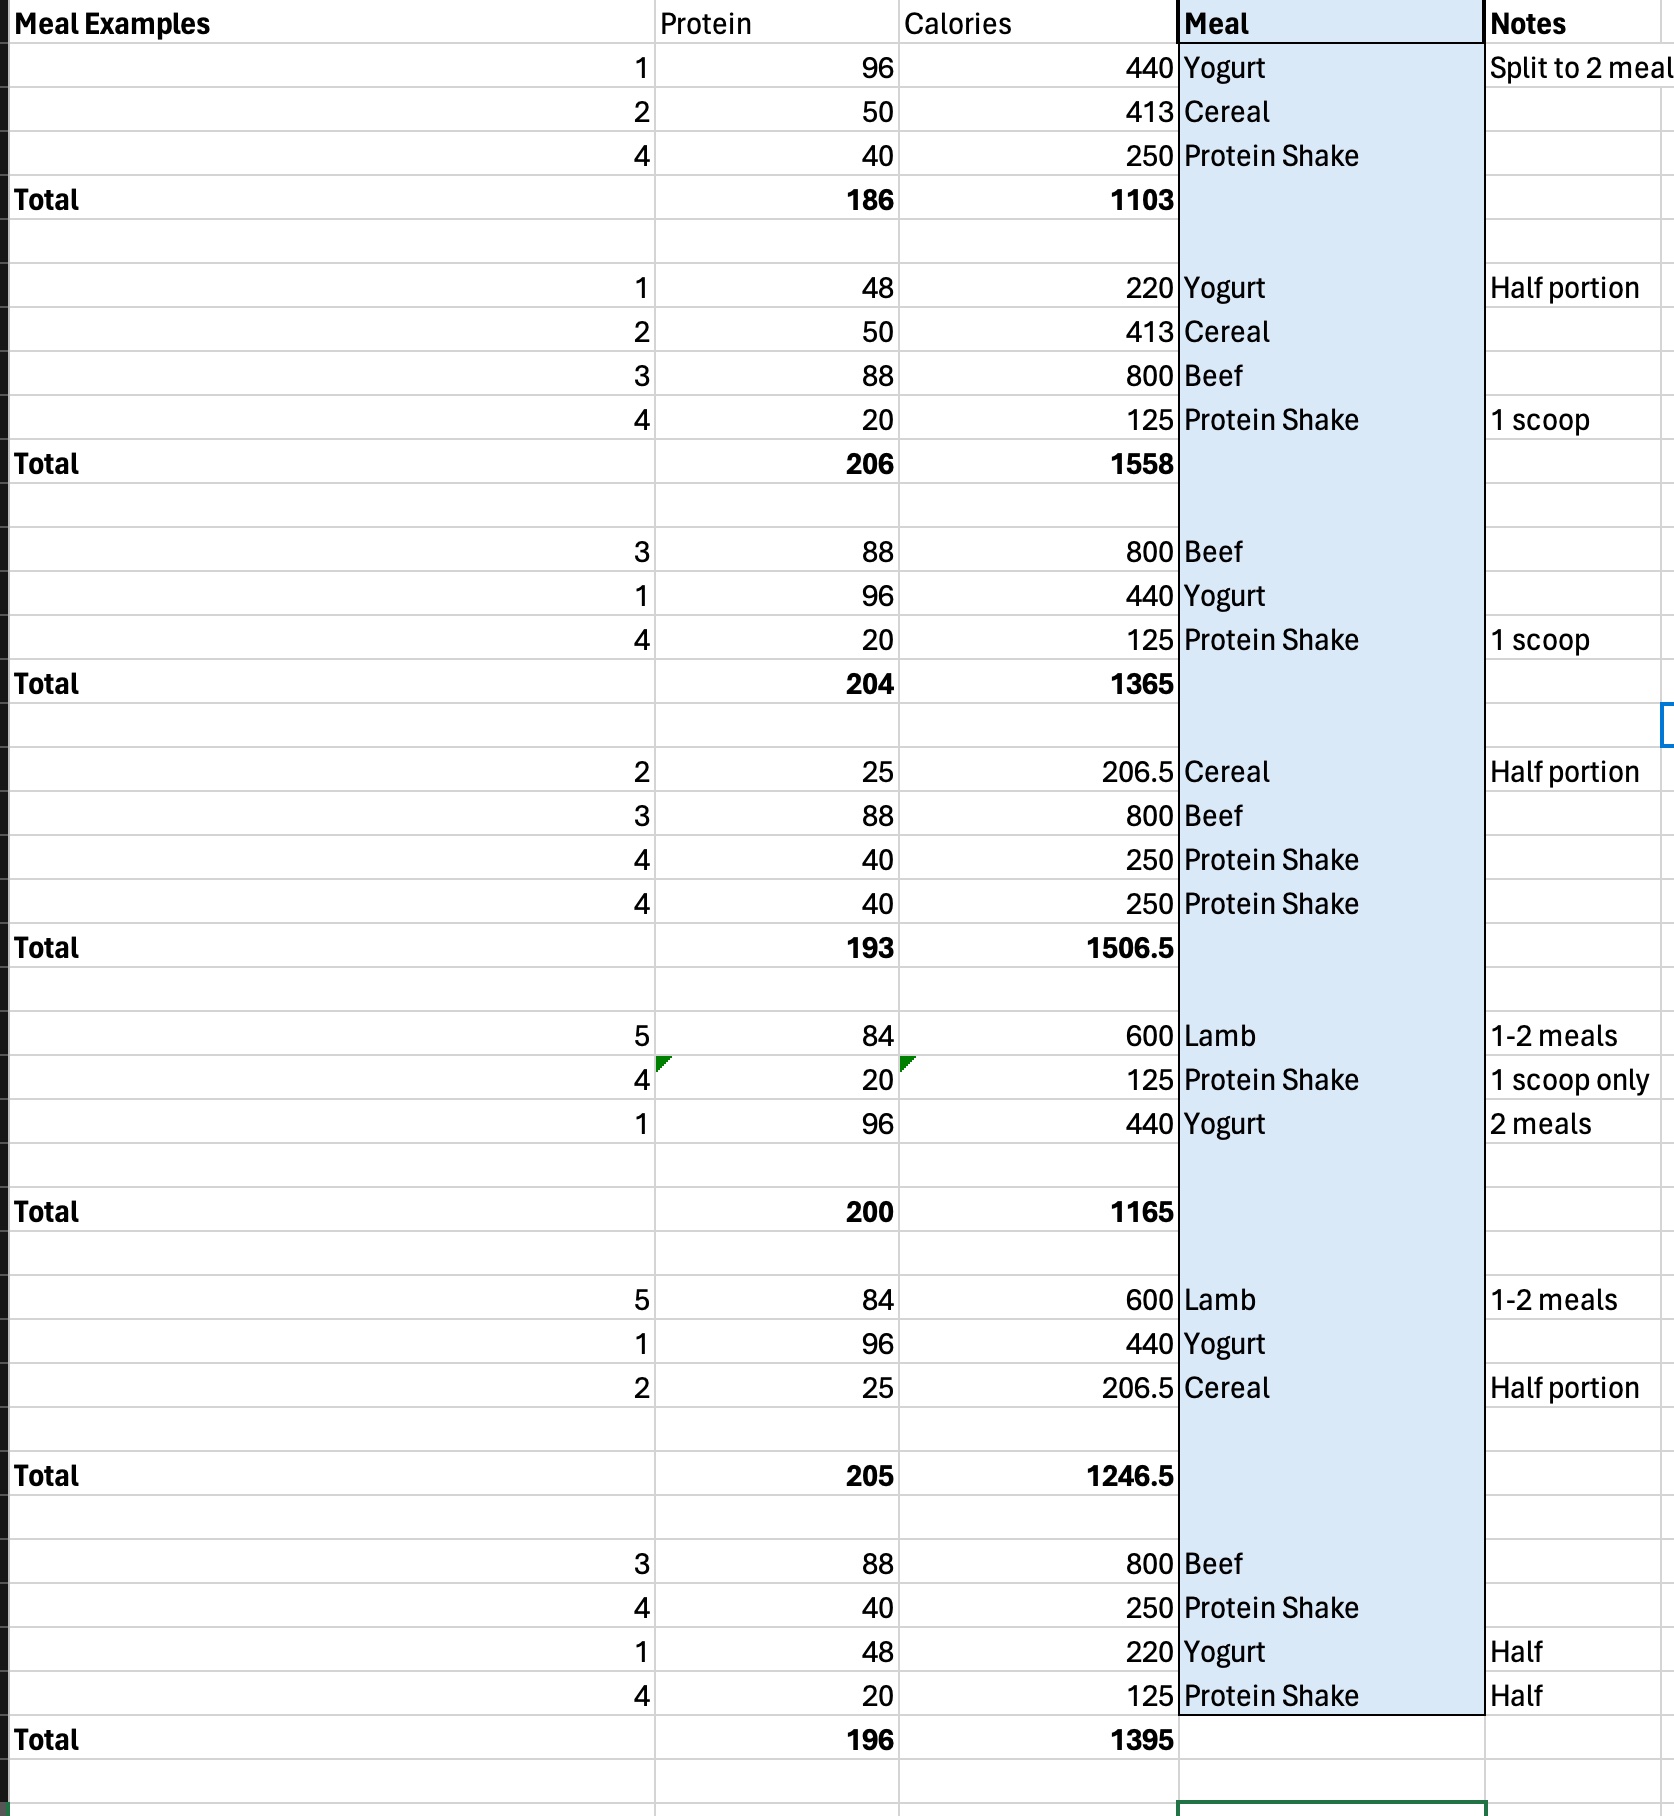 Meal Examples Protein Calories Meal Notes
1 96 440 Yogurt Split to 2 meal
2 50 413 Cereal
4 40 250 Protein Shake
Total 186 1103
1 48 220 Yogurt Half portion
2 50 413 Cereal
3 88 800 Beef
4 20 125 Protein Shake 1 scoop
Total 206 1558
3 88 800 Beef
1 96 440 Yogurt
4 20 125 Protein Shake 1 scoop
Total 204 1365
2 25 206.5 Cereal Half portion
3 88 800 Beef
4 40 250 Protein Shake
4 40 250 Protein Shake
Total 193 1506.5
5 84 600 Lamb 1-2 meals
4 20 125 Protein Shake 1 scoop only
1 96 440 Yogurt 2 meals
Total 200 1165
5 84 600 Lamb 1-2 meals
1 96 440 Yogurt
2 25 206.5 Cereal Half portion
Total 205 1246.5
3 88 800 Beef
4 40 250 Protein Shake
1 48 220 Yogurt Half
4 20 125 Protein Shake Half
Total 196 1395